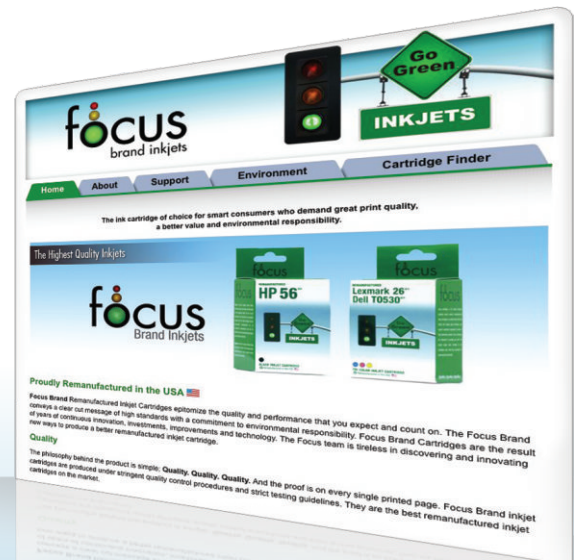 focus
brand inkjets
Go
Green
INKJETS
Home About Support Environment Cartridge Finder
The ink cartridge of choice for smart consumers who demand great print quality,
a better value and environmental responsibility.
The Highest Quality Inkjets
focus
Brand Inkjets
focus
HP 56
INKJETS
focus
Lexmark 26
Dell T0530
INKJETS
Proudly Remanufactured in the USA
Focus Brand Remanufactured Inkjet Cartridges epitomize the quality and performance that you expect and count on. The Focus Brand
conveys a clear cut message of high standards with a commitment to environmental responsibility. Focus Brand Cartridges are the result
of years of continuous innovation, investments, improvements and technology. The Focus team is tireless in discovering and innovating
new ways to produce a better remanufactured inkjet cartridge.
Quality
The philosophy behind the product is simple; Quality. Quality. Quality. And the proof is on every single printed page. Focus Brand inkjet
cartridges are produced under stringent quality control procedures and strict testing guidelines. They are the best remanufactured inkjet
cartridges on the market.